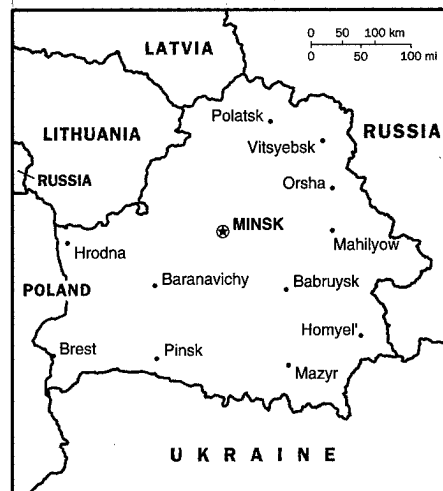 LATVIA
0 50 100 km
0 50 100 mi
Polatsk
RUSSIA
LITHUANIA
Vitsyebsk
RUSSIA
Orsha
MINSK
Mahilyow
Hrodna
Baranavichy
Babruysk
POLAND
Homyel'
Brest
Pinsk
Mazyr
UKRAINE